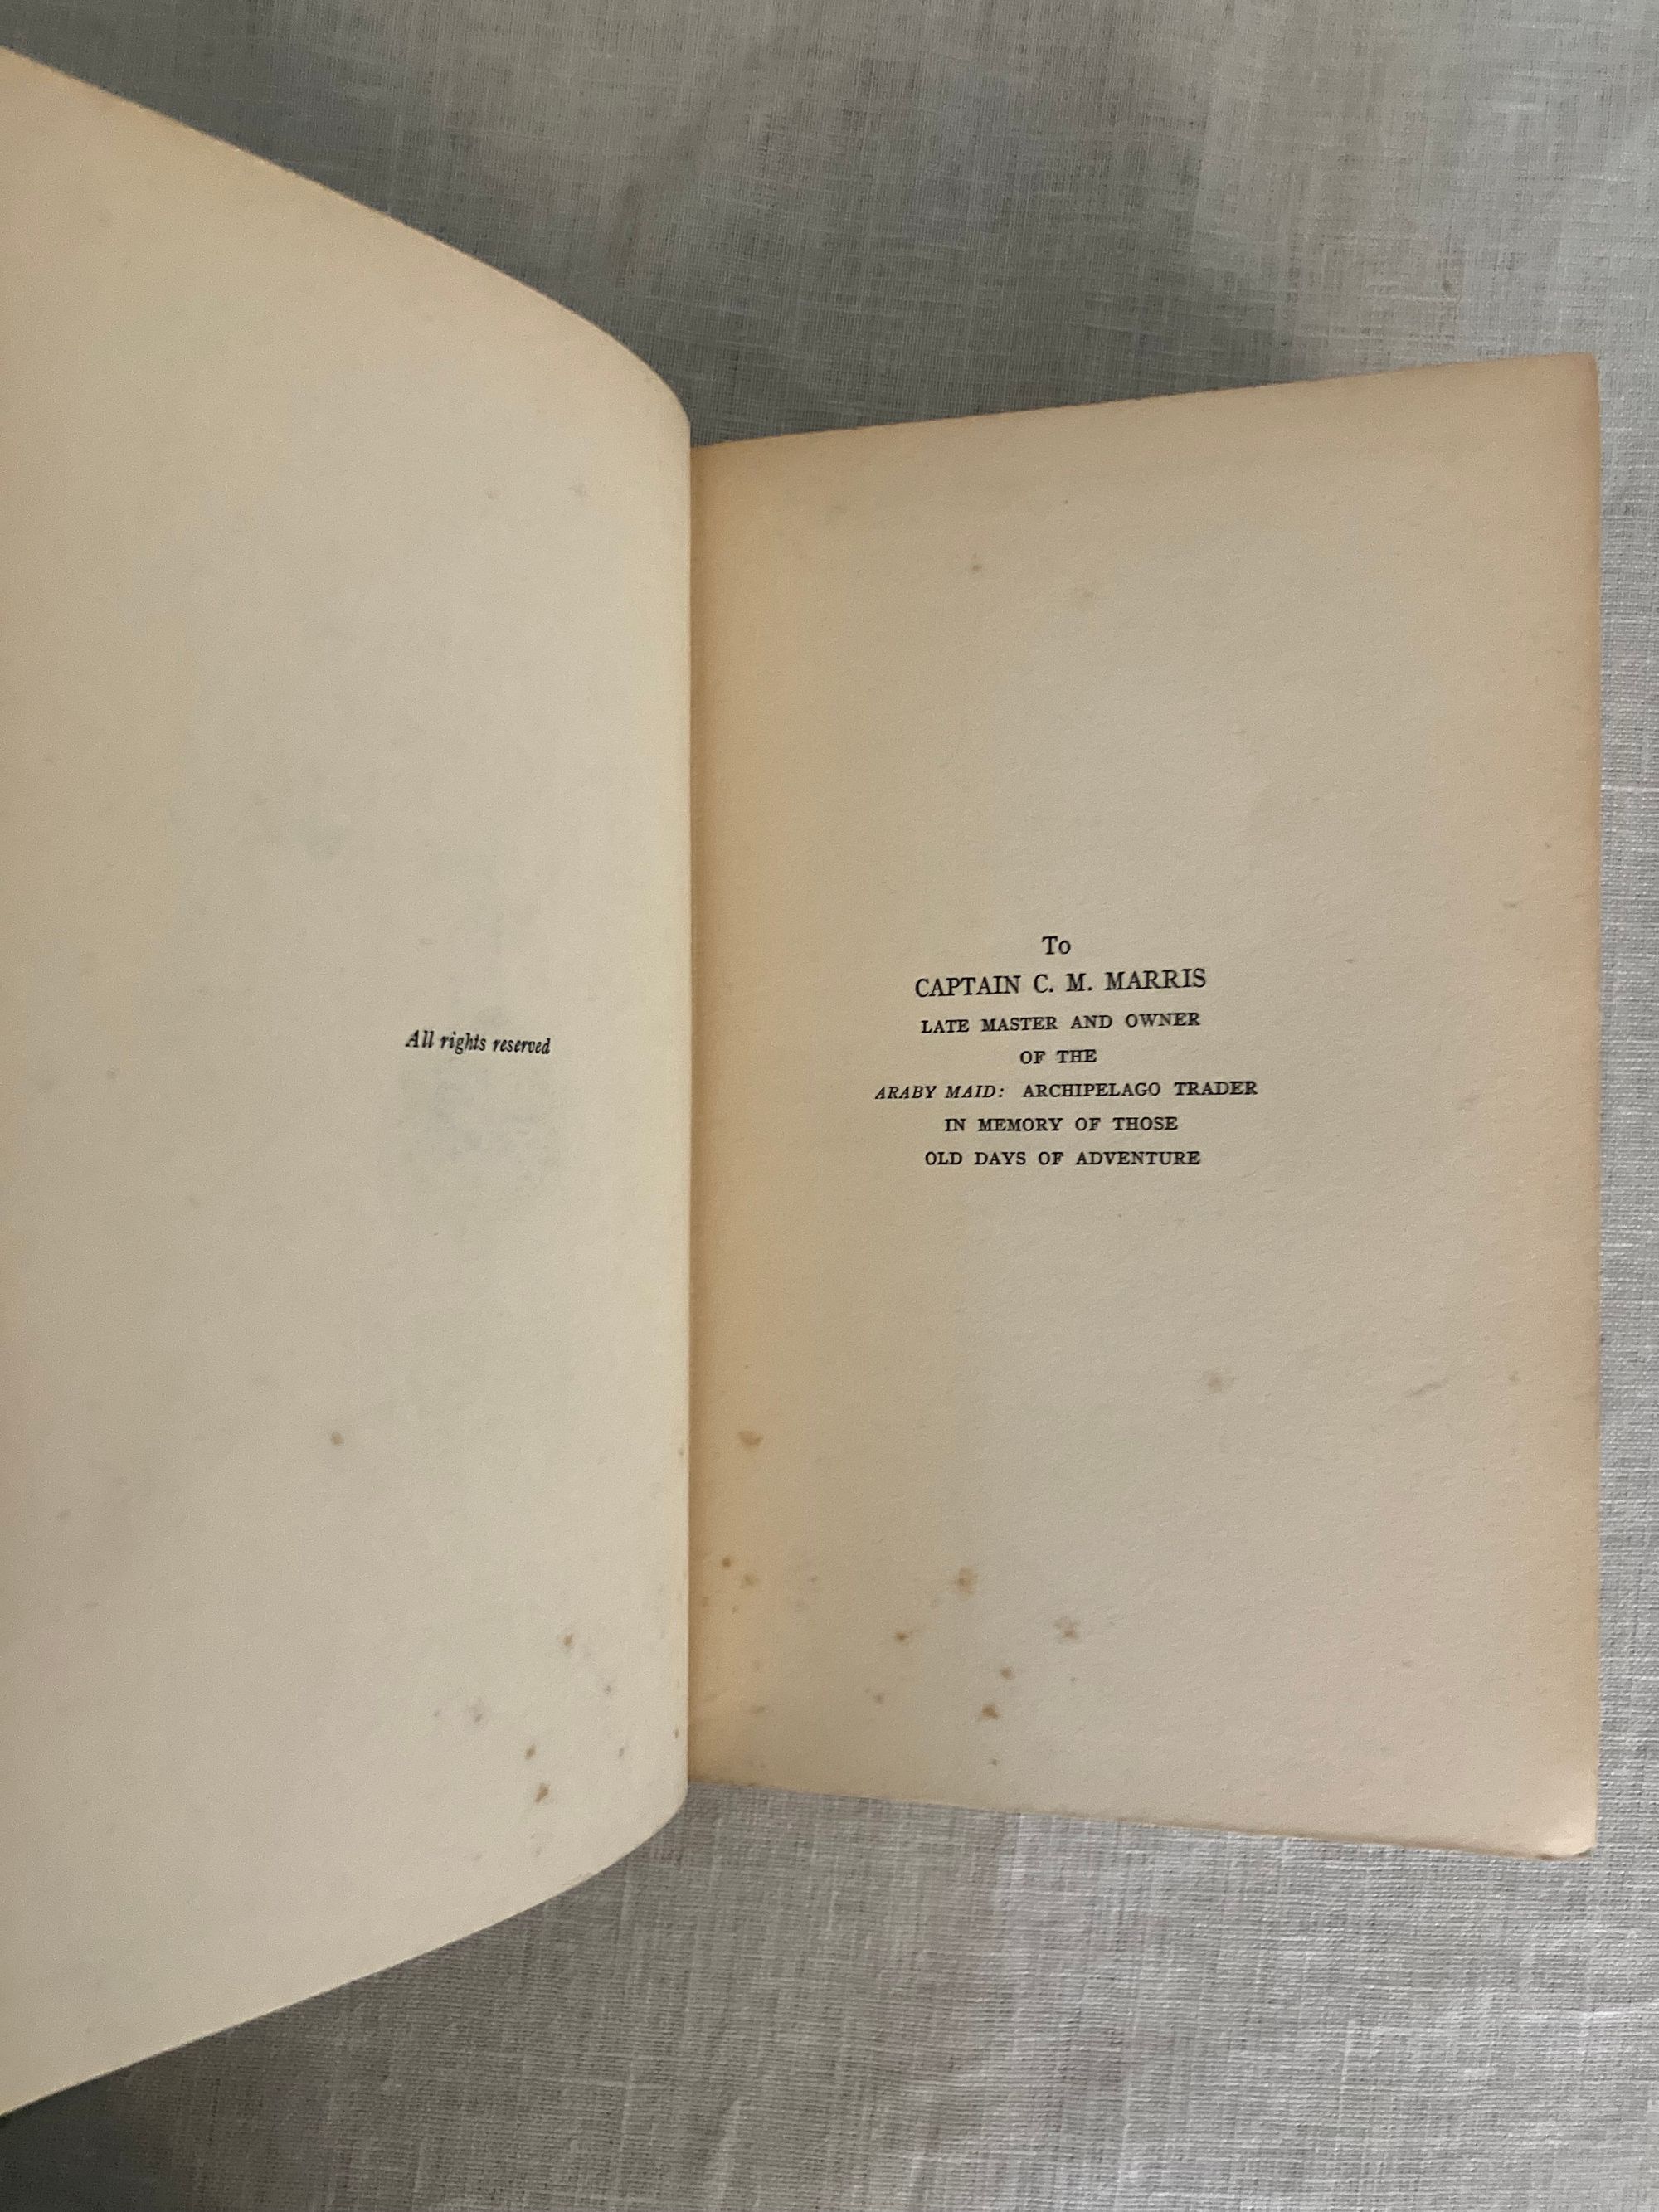 All rights reserved
To
CAPTAIN C. M. MARRIS
LATE MASTER AND OWNER
OF THE
ARABY MAID: ARCHIPELAGO TRADER
IN MEMORY OF THOSE
OLD DAYS OF ADVENTURE